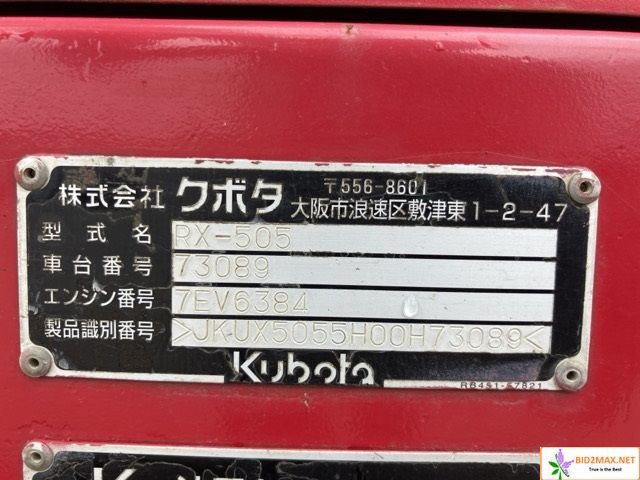 株式会社 クボタ 〒556-8601
大阪市浪速区敷津東1-2-47
型式名 RX-505
車台番号 73089
エンジン番号 7EV6384
製品識別番号 >JKUX5055H00H73089<
Kubota
RB451-57821
BID2MAX.NET